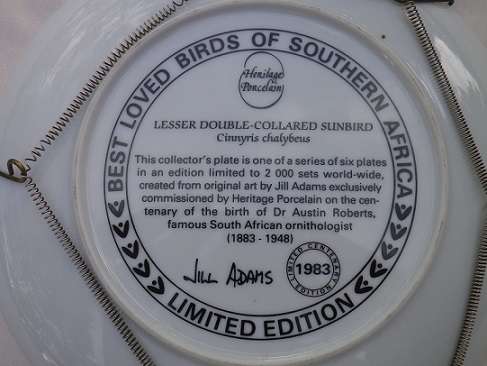 BEST LOVED BIRDS OF SOUTHERN AFRICA
Heritage
Porcelain
LESSER DOUBLE-COLLARED SUNBIRD
Cinnyris chalybeus
This collector's plate is one of a series of six plates
in an edition limited to 2 000 sets world-wide,
created from original art by Jill Adams exclusively
commissioned by Heritage Porcelain on the cen-
tenary of the birth of Dr Austin Roberts,
famous South African ornithologist
(1883 - 1948)
JILL ADAMS
LIMITED CENTENARY
1983
EDITION
LIMITED EDITION